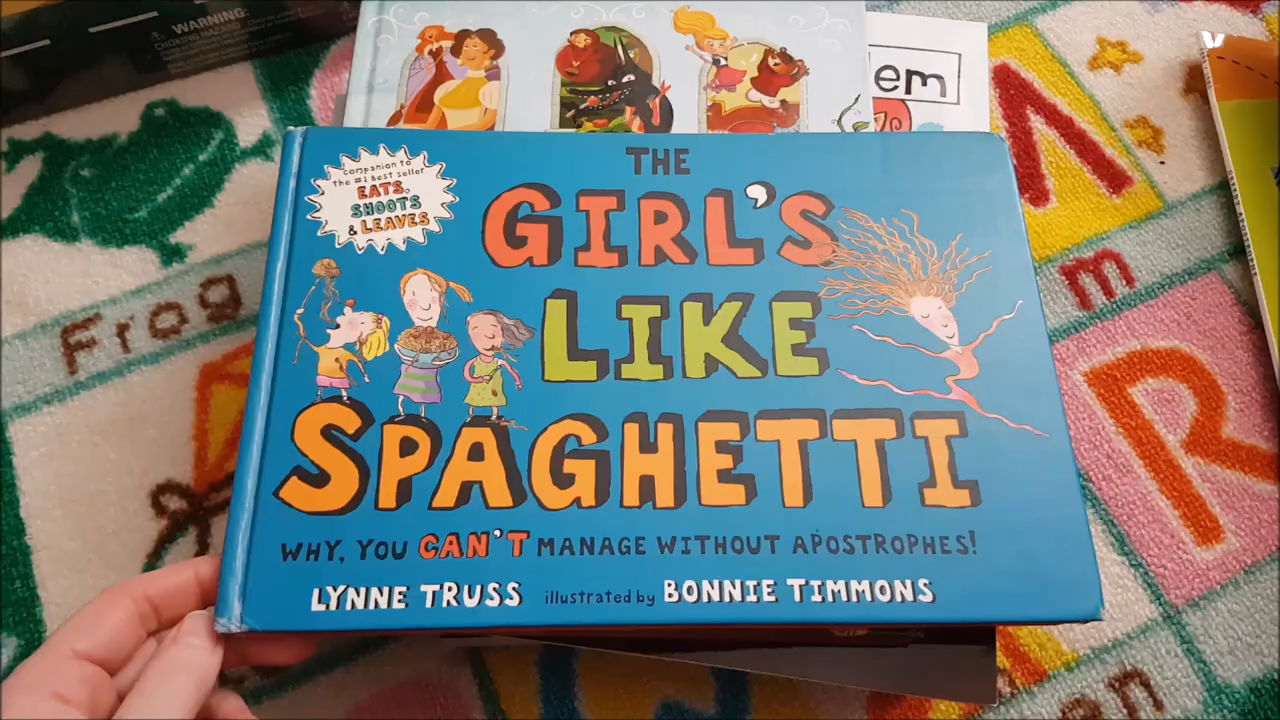 WARNING:
CHOKING HAZARD
em
companion to
the #1 best seller
EATS,
SHOOTS
& LEAVES
THE
GIRL'S
LIKE
SPAGHETTI
WHY, YOU CAN'T MANAGE WITHOUT APOSTROPHES!
LYNNE TRUSS illustrated by BONNIE TIMMONS
Frog
m
R
en